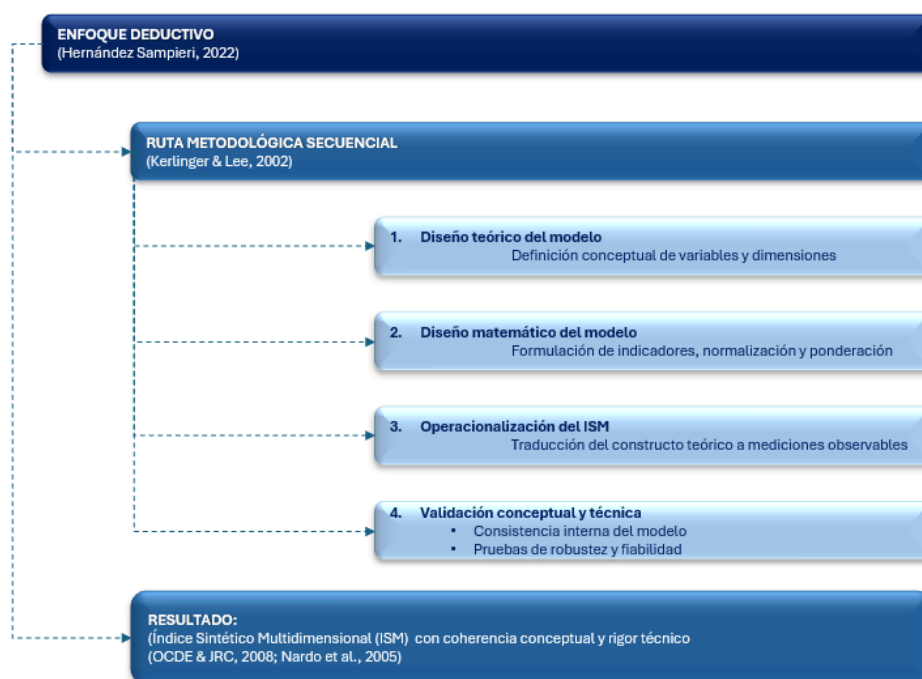 ENFOQUE DEDUCTIVO
(Hernández Sampieri, 2022)
RUTA METODOLÓGICA SECUENCIAL
(Kerlinger & Lee, 2002)
1. Diseño teórico del modelo
Definición conceptual de variables y dimensiones
2. Diseño matemático del modelo
Formulación de indicadores, normalización y ponderación
3. Operacionalización del ISM
Traducción del constructo teórico a mediciones observables
4. Validación conceptual y técnica
• Consistencia interna del modelo
• Pruebas de robustez y fiabilidad
RESULTADO:
(Índice Sintético Multidimensional (ISM) con coherencia conceptual y rigor técnico
(OCDE & JRC, 2008; Nardo et al., 2005)